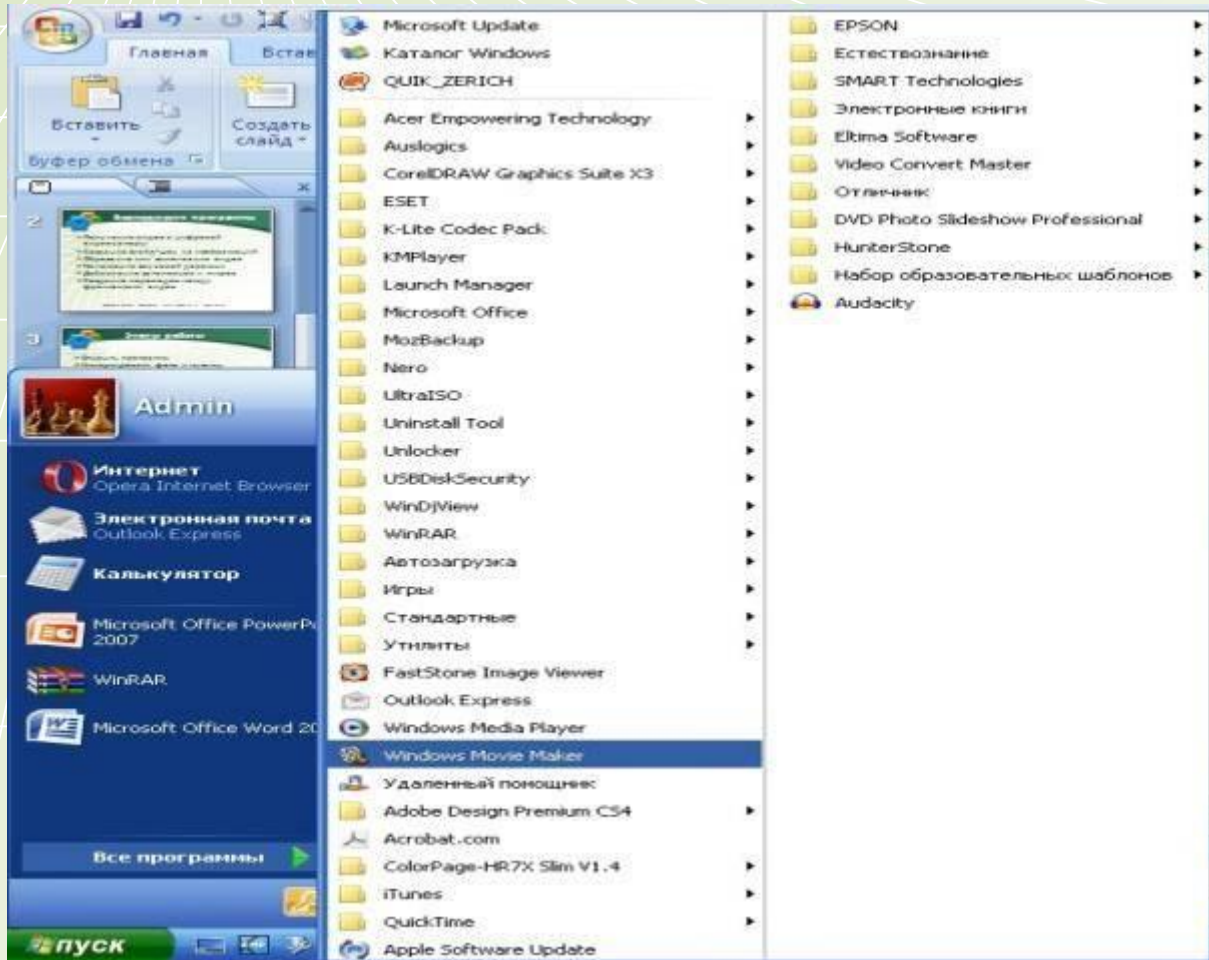 Главная
Встав
Вставить
Создать
слайд
Буфер обмена
2
3
Admin
Интернет
Opera Internet Browser
Электронная почта
Outlook Express
Калькулятор
Microsoft Office PowerPo
2007
WinRAR
Microsoft Office Word 20
Все программы
пуск
Microsoft Update
Каталог Windows
QUIK_ZERICH
Acer Empowering Technology
Auslogics
CorelDRAW Graphics Suite X3
ESET
K-Lite Codec Pack
KMPlayer
Launch Manager
Microsoft Office
MozBackup
Nero
UltraISO
Uninstall Tool
Unlocker
USBDiskSecurity
WinDjView
WinRAR
Автозагрузка
Игры
Стандартные
Утилиты
FastStone Image Viewer
Outlook Express
Windows Media Player
Windows Movie Maker
Удаленный помощник
Adobe Design Premium CS4
Acrobat.com
ColorPage-HR7X Slim V1.4
iTunes
QuickTime
Apple Software Update
EPSON
Естествознание
SMART Technologies
Электронные книги
Eltima Software
Video Convert Master
Отличник
DVD Photo Slideshow Professional
HunterStone
Набор образовательных шаблонов
Audacity